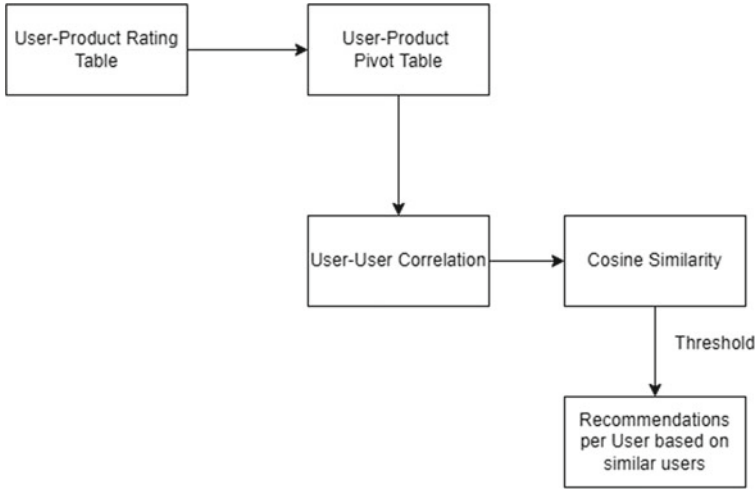 User-Product Rating
Table
User-Product
Pivot Table
User-User Correlation
Cosine Similarity
Threshold
Recommendations
per User based on
similar users